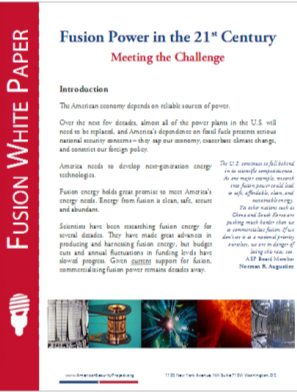 FUSION WHITE PAPER
Fusion Power in the 21st Century
Meeting the Challenge
Introduction
The American economy depends on reliable sources of power.
Over the next few decades, almost all of the power plants in the U.S. will
need to be replaced, and America's dependence on fossil fuels presents serious
national security concerns – they sap our economy, exacerbate climate change,
and constrict our foreign policy.
America needs to develop next-generation energy
technologies.
Fusion energy holds great promise to meet America's
energy needs. Energy from fusion is clean, safe, secure
and abundant.
Scientists have been researching fusion energy for
several decades. They have made great advances in
producing and harnessing fusion energy, but budget
cuts and annual fluctuations in funding levels have
slowed progress. Given current support for fusion,
commercializing fusion power remains decades away.
The U.S. continues to fall behind
in its scientific competitiveness.
As one major example, research
into fusion power could lead
to safe, affordable, clean, and
sustainable energy.
Yet other nations such as
China and South Korea are
pushing much harder than us
to commercialize fusion. If we
don't see it as a national priority
ourselves, we are in danger of
losing this race, too.
ASP Board Member
Norman R. Augustine
www.AmericanSecurityProject.org
1100 New York Avenue, NW Suite 710W Washington, DC